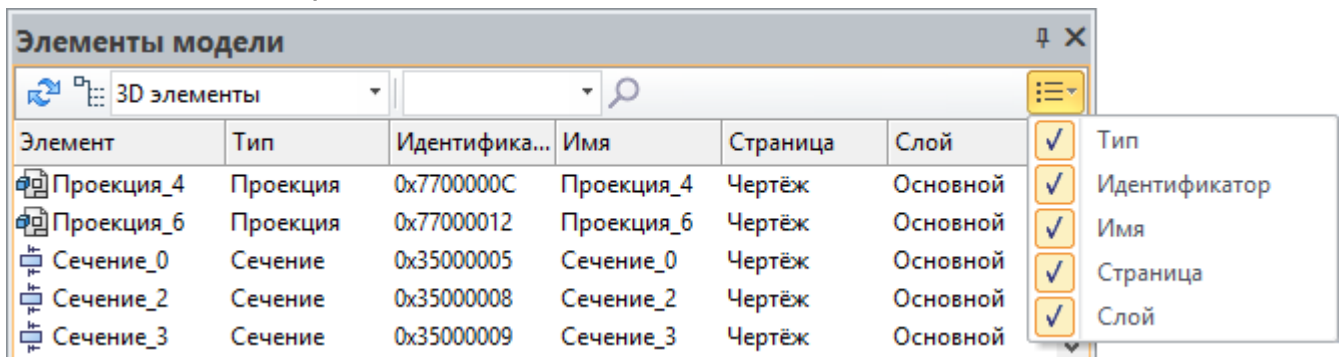 Элементы модели
3D элементы
Элемент Тип Идентифика... Имя Страница Слой
Проекция_4 Проекция 0x7700000C Проекция_4 Чертёж Основной
Проекция_6 Проекция 0x77000012 Проекция_6 Чертёж Основной
Сечение_0 Сечение 0x35000005 Сечение_0 Чертёж Основной
Сечение_2 Сечение 0x35000008 Сечение_2 Чертёж Основной
Сечение_3 Сечение 0x35000009 Сечение_3 Чертёж Основной
Тип
Идентификатор
Имя
Страница
Слой